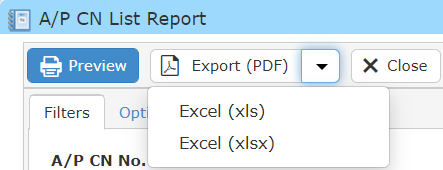 A/P CN List Report
Preview Export (PDF) Close
Excel (xls)
Excel (xlsx)
Filters
A/P CN No.